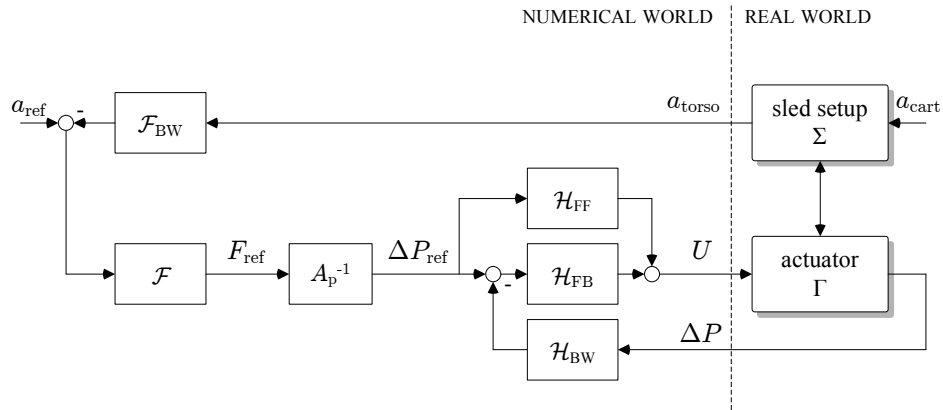 NUMERICAL WORLD
REAL WORLD
a_ref
-
ℱ_BW
a_torso
sled setup
Σ
a_cart
ℋ_FF
ℱ
F_ref
A_p^-1
ΔP_ref
-
ℋ_FB
U
actuator
Γ
ℋ_BW
ΔP